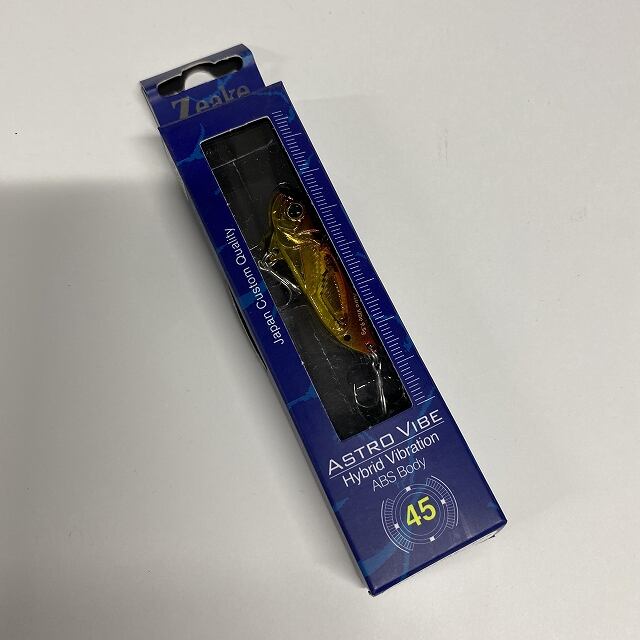 Zeake
Japan Custom Quality
ASTRO VIBE
Hybrid Vibration
ABS Body
45